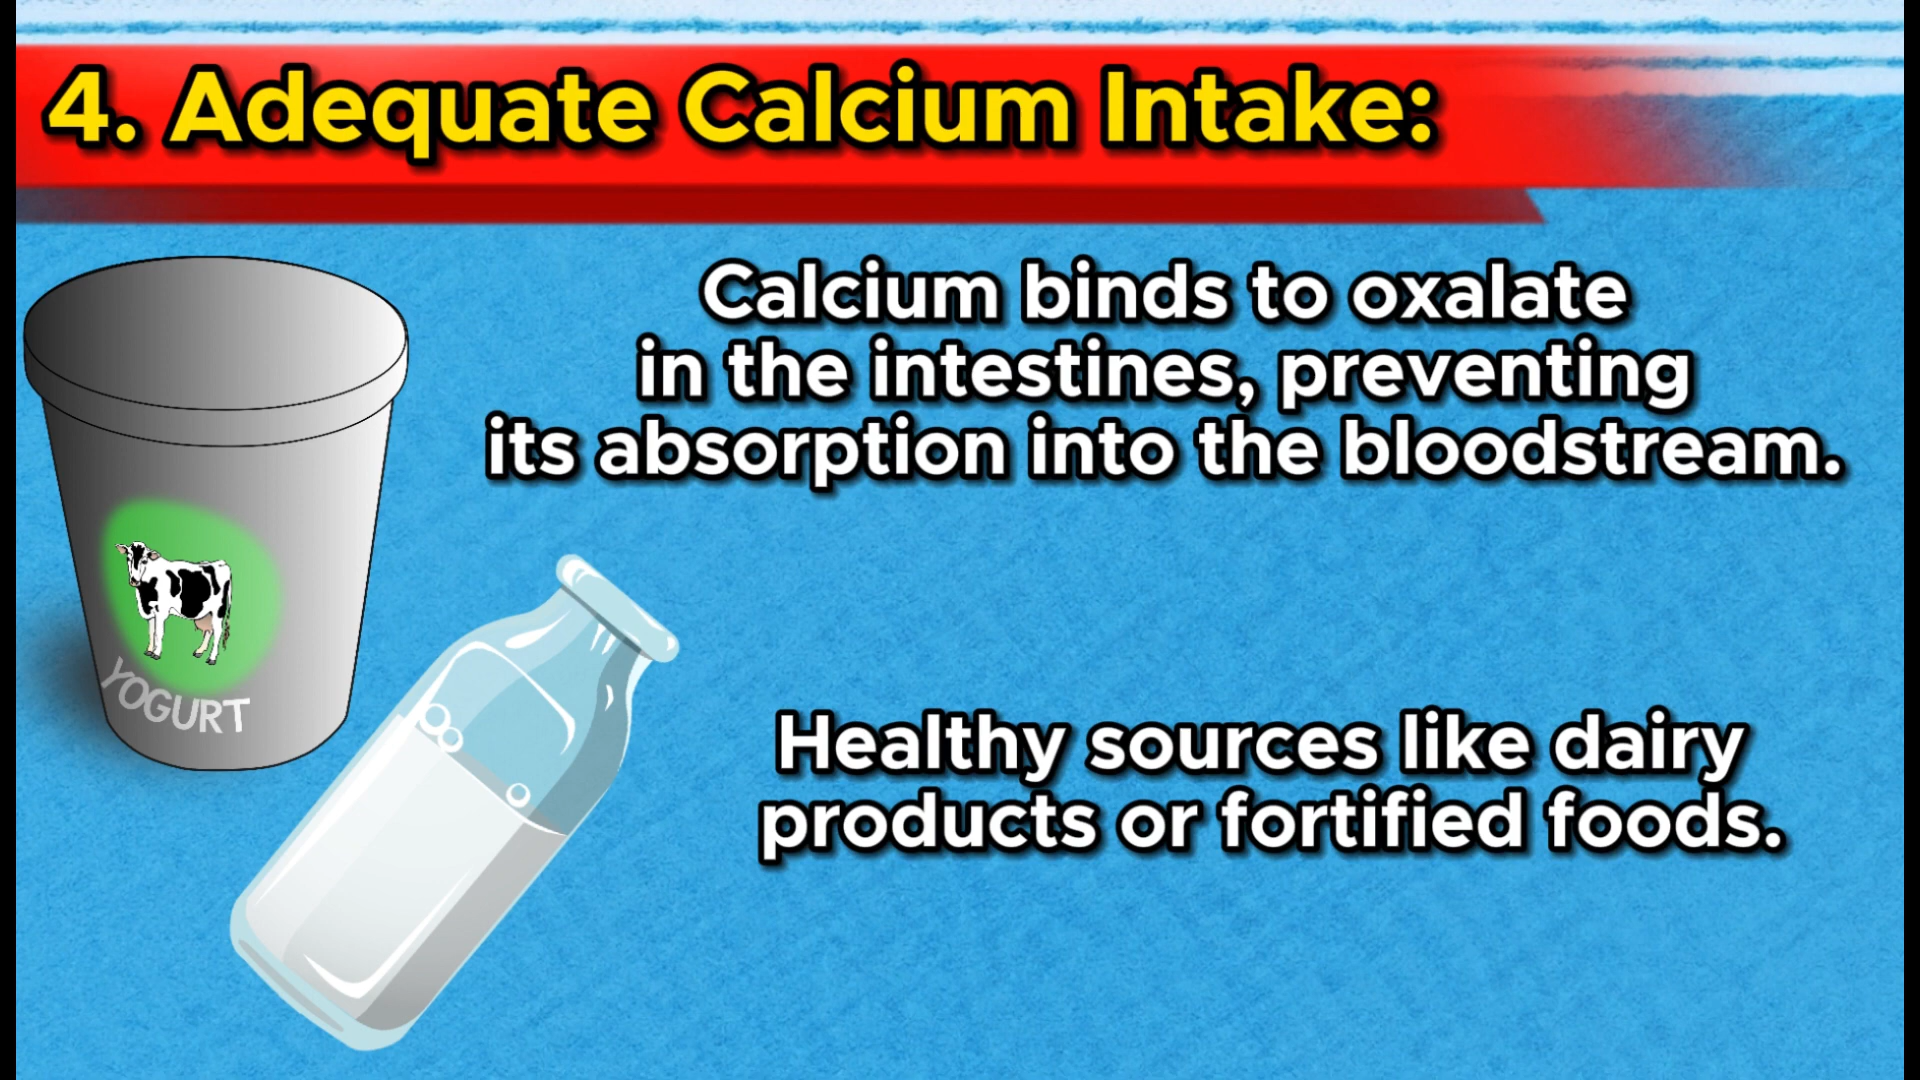 4. Adequate Calcium Intake:
Calcium binds to oxalate
in the intestines, preventing
its absorption into the bloodstream.
YOGURT
Healthy sources like dairy
products or fortified foods.